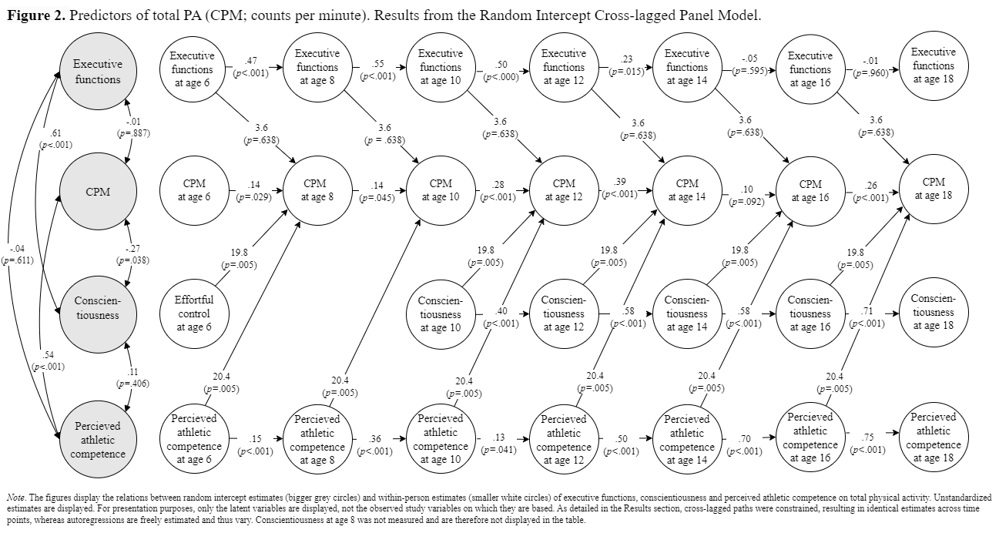 Figure 2. Predictors of total PA (CPM; counts per minute). Results from the Random Intercept Cross-lagged Panel Model.
Executive
functions
Executive
functions
at age 6
.47
(p<.001)
Executive
functions
at age 8
.55
(p<.001)
Executive
functions
at age 10
.50
(p<.000)
Executive
functions
at age 12
.23
(p=.015)
Executive
functions
at age 14
-.05
(p=.595)
Executive
functions
at age 16
-.01
(p=.960)
Executive
functions
at age 18
-.01
(p=.887)
.61
(p<.001)
3.6
(p=.638)
3.6
(p = .638)
3.6
(p=.638)
3.6
(p=.638)
3.6
(p=.638)
3.6
(p=.638)
CPM
CPM
at age 6
.14
(p=.029)
CPM
at age 8
.14
(p=.045)
CPM
at age 10
.28
(p<.001)
CPM
at age 12
.39
(p<.001)
CPM
at age 14
.10
(p=.092)
CPM
at age 16
.26
(p<.001)
CPM
at age 18
-.04
(p=.611)
-.27
(p=.038)
19.8
(p=.005)
19.8
(p=.005)
19.8
(p=.005)
19.8
(p=.005)
19.8
(p=.005)
Conscien-
tiousness
Effortful
control
at age 6
Conscien-
tiousness
at age 10
.40
(p<.001)
Conscien-
tiousness
at age 12
.58
(p<.001)
Conscien-
tiousness
at age 14
.58
(p<.001)
Conscien-
tiousness
at age 16
.71
(p<.001)
Conscien-
tiousness
at age 18
.54
(p<.001)
.11
(p=.406)
20.4
(p=.005)
20.4
(p=.005)
20.4
(p=.005)
20.4
(p=.005)
20.4
(p=.005)
20.4
(p=.005)
Percieved
athletic
competence
Percieved
athletic
competence
at age 6
.15
(p<.001)
Percieved
athletic
competence
at age 8
.36
(p<.001)
Percieved
athletic
competence
at age 10
.13
(p=.041)
Percieved
athletic
competence
at age 12
.50
(p<.001)
Percieved
athletic
competence
at age 14
.70
(p<.001)
Percieved
athletic
competence
at age 16
.75
(p<.001)
Percieved
athletic
competence
at age 18
Note. The figures display the relations between random intercept estimates (bigger grey circles) and within-person estimates (smaller white circles) of executive functions, conscientiousness and perceived athletic competence on total physical activity. Unstandardized
estimates are displayed. For presentation purposes, only the latent variables are displayed, not the observed study variables on which they are based. As detailed in the Results section, cross-lagged paths were constrained, resulting in identical estimates across time
points, whereas autoregressions are freely estimated and thus vary. Conscientiousness at age 8 was not measured and are therefore not displayed in the table.